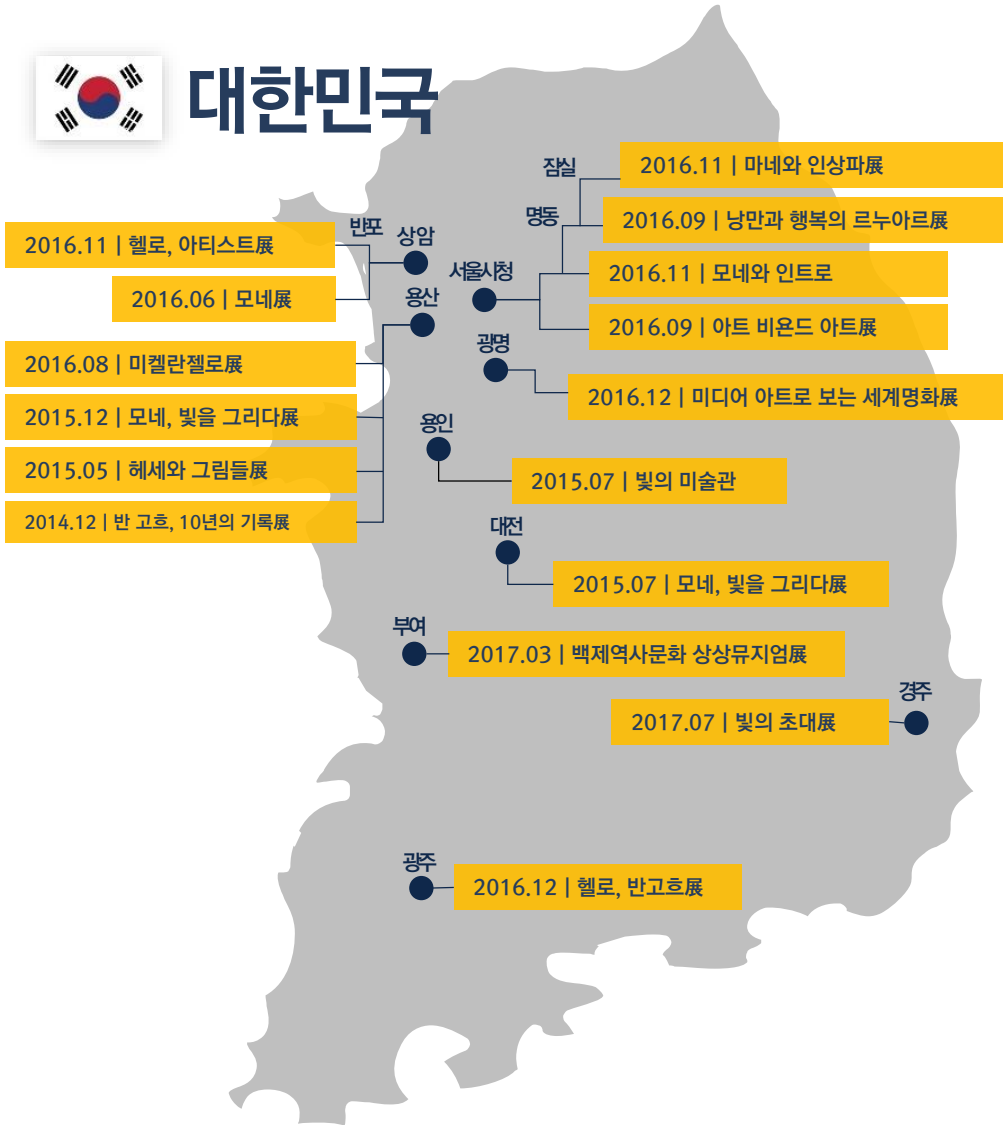 대한민국
잠실
2016.11 | 마네와 인상파展
명동
2016.09 | 낭만과 행복의 르누아르展
반포
상암
2016.11 | 헬로, 아티스트展
서울시청
2016.11 | 모네와 인트로
2016.06 | 모네展
용산
2016.09 | 아트 비욘드 아트展
광명
2016.08 | 미켈란젤로展
2016.12 | 미디어 아트로 보는 세계명화展
2015.12 | 모네, 빛을 그리다展
용인
2015.05 | 헤세와 그림들展
2015.07 | 빛의 미술관
2014.12 | 반 고흐, 10년의 기록展
대전
2015.07 | 모네, 빛을 그리다展
부여
2017.03 | 백제역사문화 상상뮤지엄展
경주
2017.07 | 빛의 초대展
광주
2016.12 | 헬로, 반고흐展